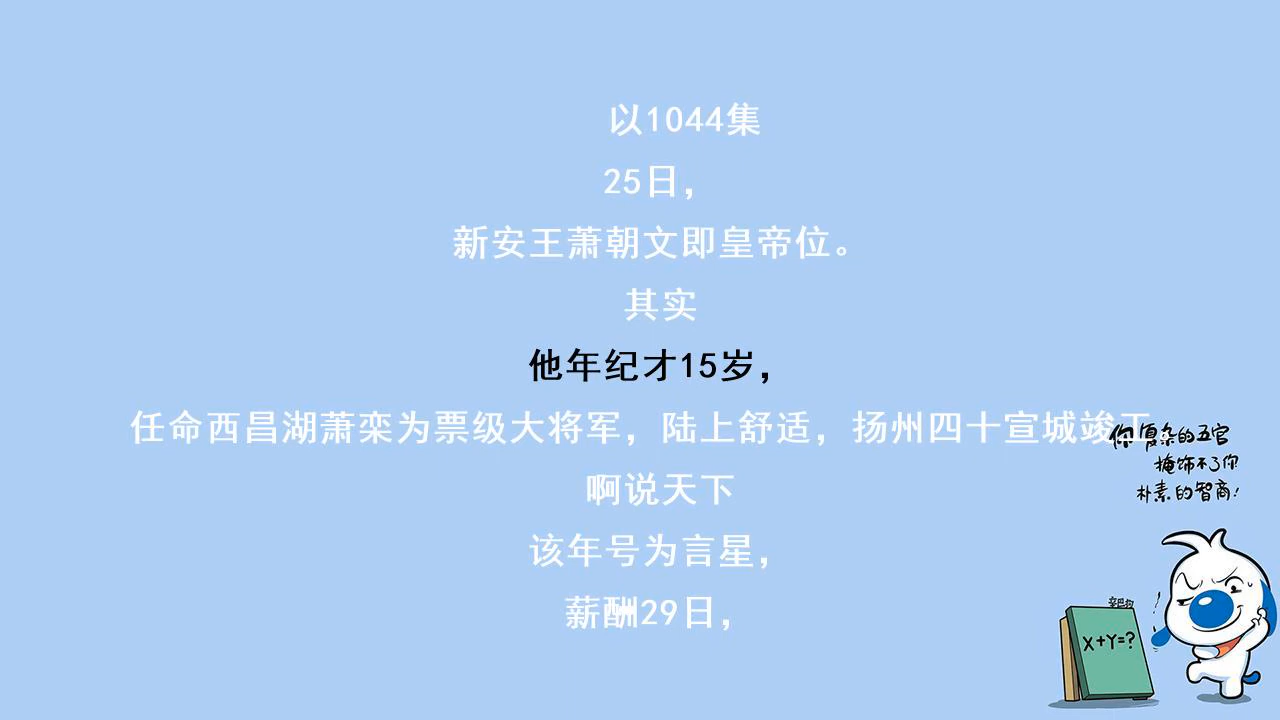 以1044集
25日，
新安王萧朝文即皇帝位。
其实
他年纪才15岁，
任命西昌湖萧栾为票级大将军，陆上舒适，扬州四十宣城竣工，
啊说天下
该年号为言星，
薪酬29日，
你复杂的五官
掩饰不了你
朴素的智商！
X+Y=?